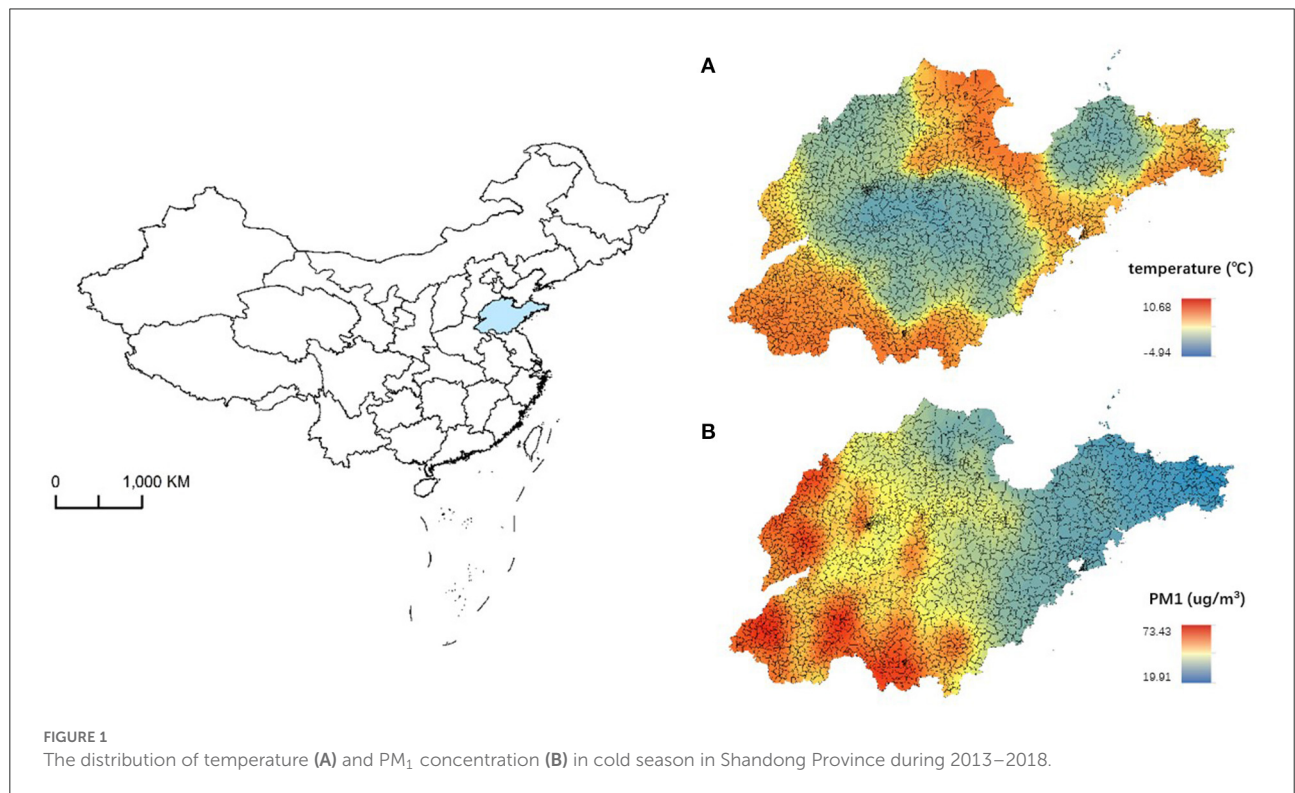 A
temperature (℃)
10.68
-4.94
B
PM1 (ug/m³)
73.43
19.91
0 1,000 KM
FIGURE 1
The distribution of temperature (A) and PM₁ concentration (B) in cold season in Shandong Province during 2013–2018.